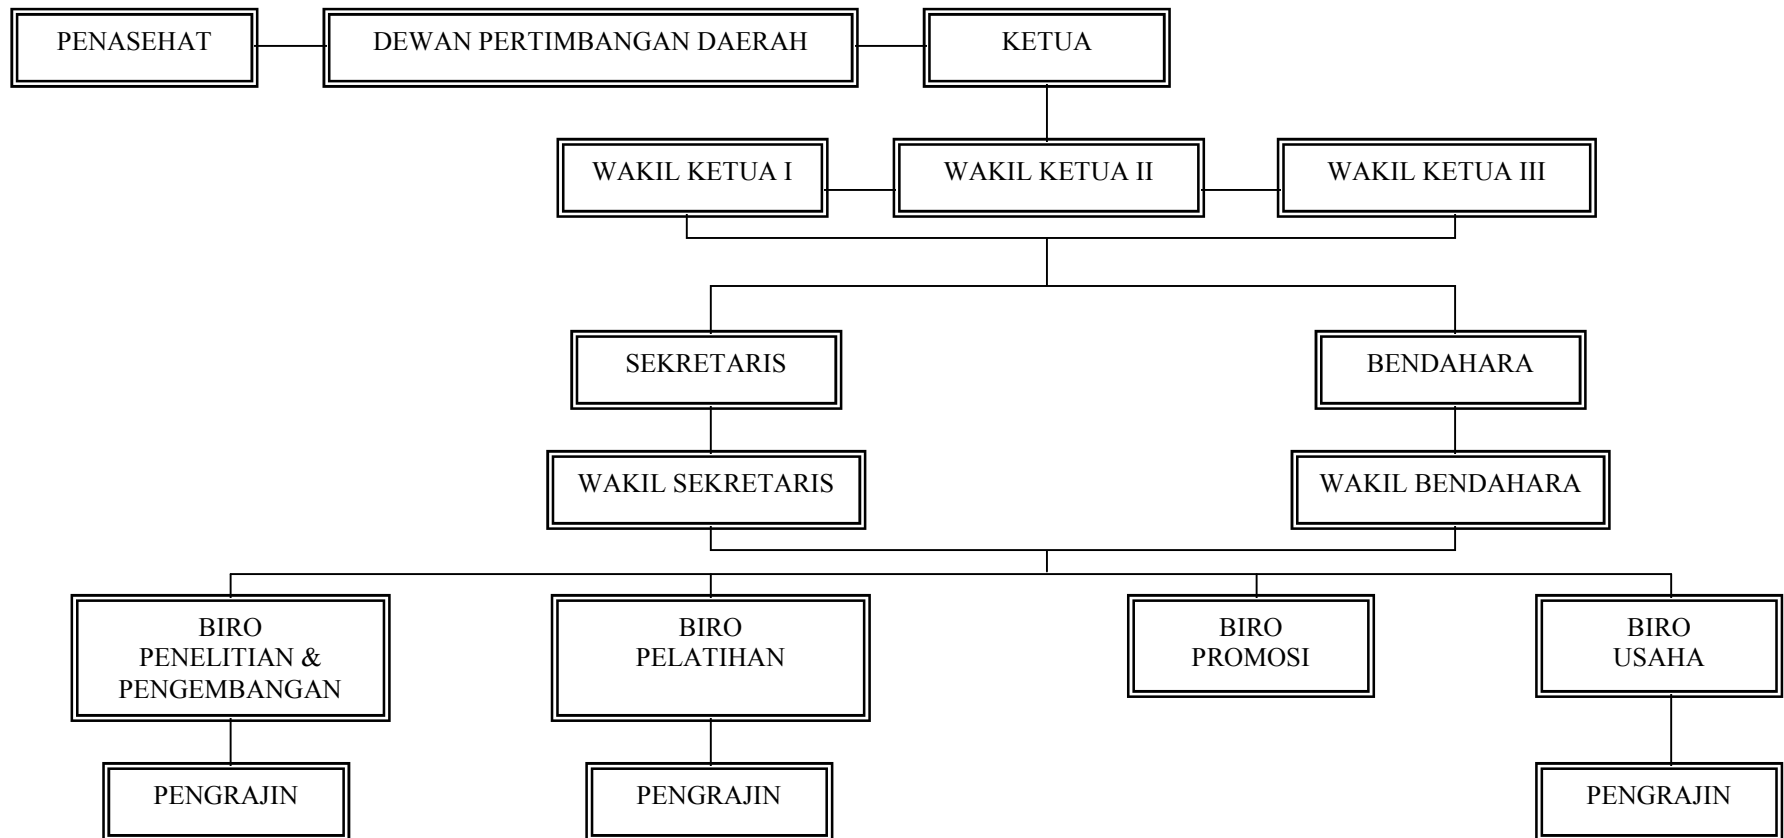 PENASEHAT
DEWAN PERTIMBANGAN DAERAH
KETUA
WAKIL KETUA I
WAKIL KETUA II
WAKIL KETUA III
SEKRETARIS
BENDAHARA
WAKIL SEKRETARIS
WAKIL BENDAHARA
BIRO
PENELITIAN &
PENGEMBANGAN
BIRO
PELATIHAN
BIRO
PROMOSI
BIRO
USAHA
PENGRAJIN
PENGRAJIN
PENGRAJIN